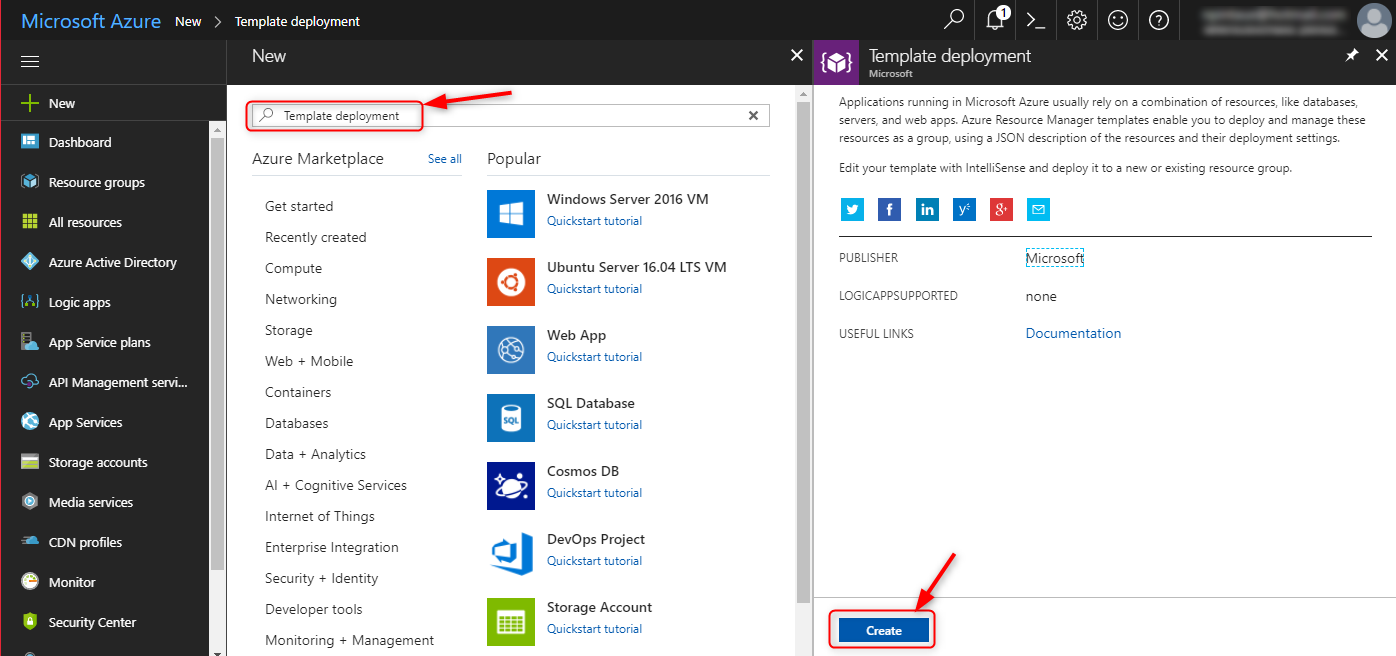 Microsoft Azure New > Template deployment
1
New
Dashboard
Resource groups
All resources
Azure Active Directory
Logic apps
App Service plans
API Management servi...
App Services
Storage accounts
Media services
CDN profiles
Monitor
Security Center
New
Template deployment
Azure Marketplace
See all
Get started
Recently created
Compute
Networking
Storage
Web + Mobile
Containers
Databases
Data + Analytics
AI + Cognitive Services
Internet of Things
Enterprise Integration
Security + Identity
Developer tools
Monitoring + Management
Popular
Windows Server 2016 VM
Quickstart tutorial
Ubuntu Server 16.04 LTS VM
Quickstart tutorial
Web App
Quickstart tutorial
SQL
SQL Database
Quickstart tutorial
Cosmos DB
Quickstart tutorial
DevOps Project
Quickstart tutorial
Storage Account
Quickstart tutorial
Template deployment
Microsoft
Applications running in Microsoft Azure usually rely on a combination of resources, like databases,
servers, and web apps. Azure Resource Manager templates enable you to deploy and manage these
resources as a group, using a JSON description of the resources and their deployment settings.
Edit your template with IntelliSense and deploy it to a new or existing resource group.
PUBLISHER
Microsoft
LOGICAPPSUPPORTED
none
USEFUL LINKS
Documentation
Create